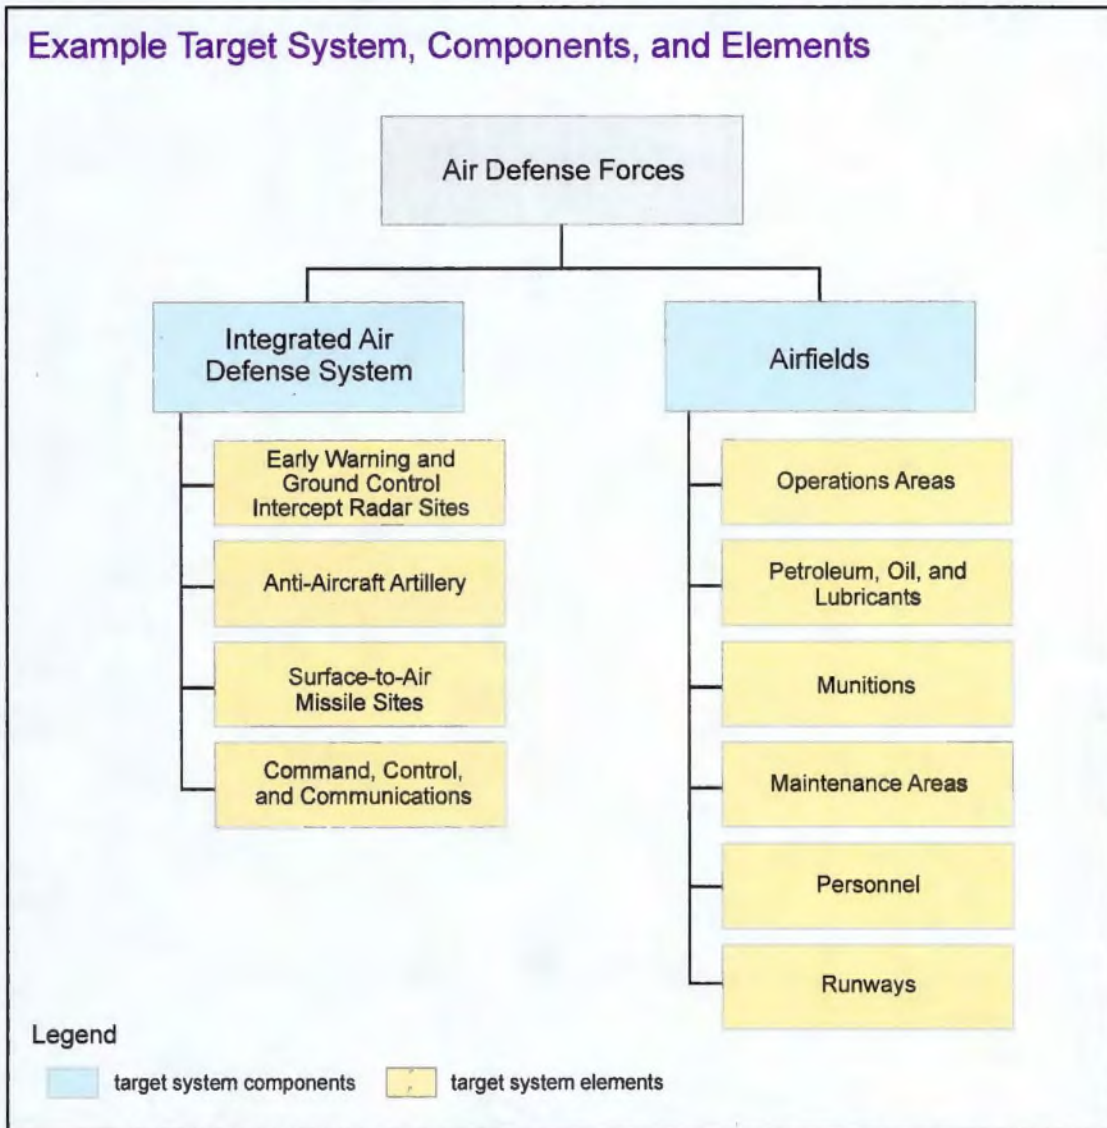 Example Target System, Components, and Elements
Air Defense Forces
Integrated Air
Defense System
Early Warning and
Ground Control
Intercept Radar Sites
Anti-Aircraft Artillery
Surface-to-Air
Missile Sites
Command, Control,
and Communications
Airfields
Operations Areas
Petroleum, Oil, and
Lubricants
Munitions
Maintenance Areas
Personnel
Runways
Legend
target system components
target system elements